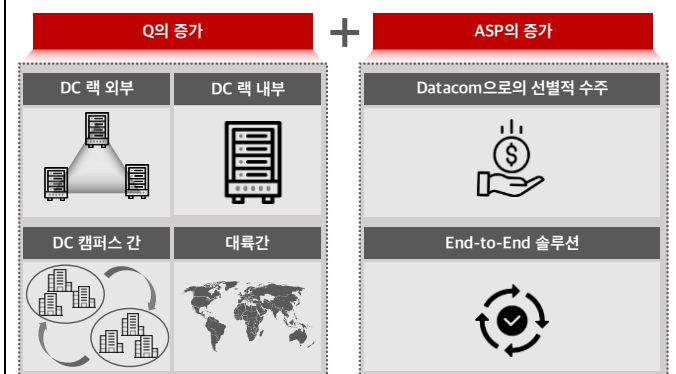 Q의 증가
+
ASP의 증가
DC 랙 외부
DC 랙 내부
Datacom으로의 선별적 수주
$
DC 캠퍼스 간
대륙간
End-to-End 솔루션